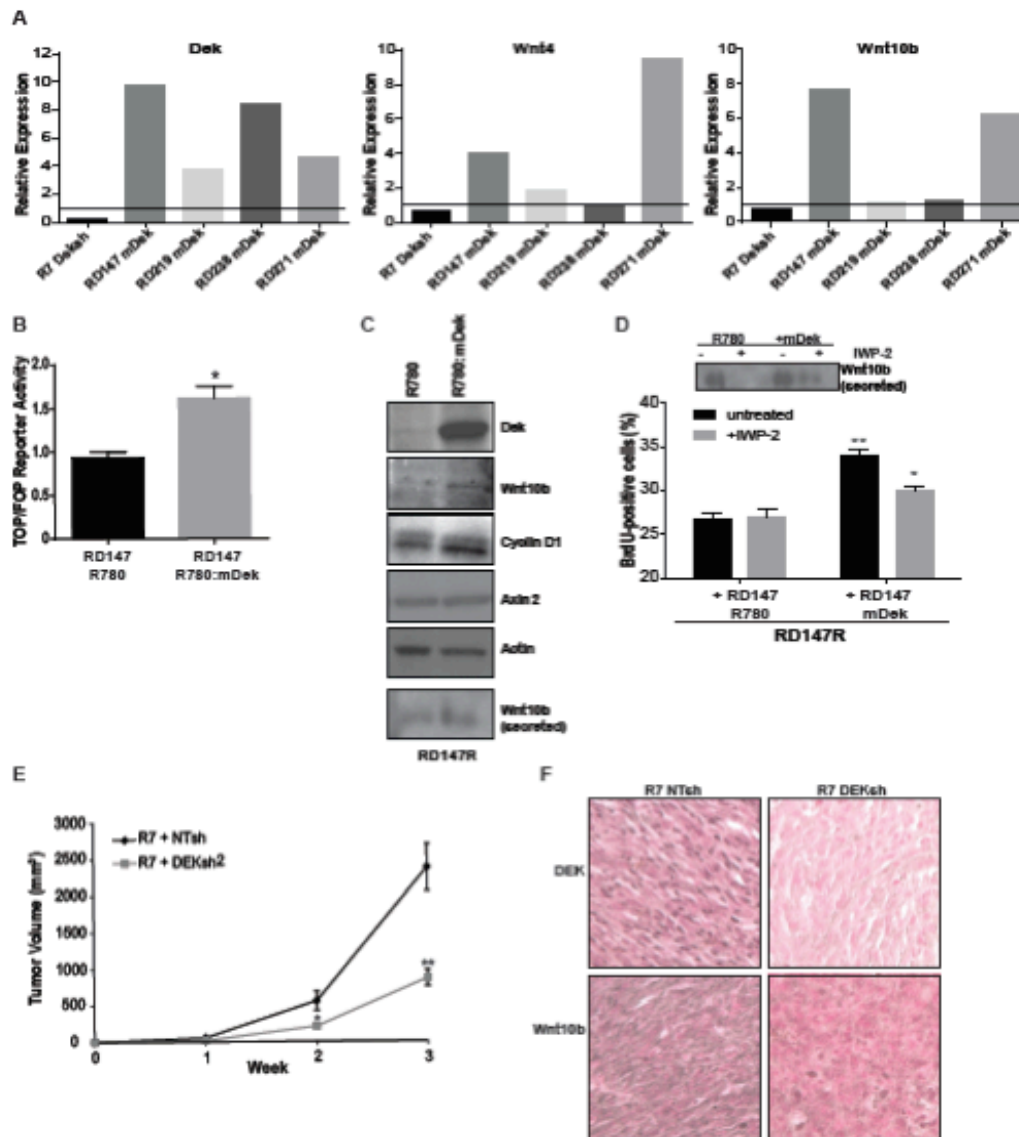 A
Dek
Wnt4
Wnt10b
Relative Expression
12
10
8
6
4
2
0
R7 Deksh
RD147 mDek
RD219 mDek
RD238 mDek
RD271 mDek
Relative Expression
10
8
6
4
2
0
R7 Deksh
RD147 mDek
RD219 mDek
RD238 mDek
RD271 mDek
Relative Expression
10
8
6
4
2
0
R7 Deksh
RD147 mDek
RD219 mDek
RD238 mDek
RD271 mDek
B
TOP/FOP Reporter Activity
2.0
1.5
1.0
0.5
0
*
RD147
R780
RD147
R780::mDek
C
R780
R780::mDek
Dek
Wnt10b
Cyclin D1
Axin 2
Actin
Wnt10b
(secreted)
RD147R
D
R780 +mDek
- + - + IWP-2
Wnt10b
(secreted)
untreated
+IWP-2
BrdU-positive cells (%)
40
35
30
25
20
**
*
+ RD147
R780
+ RD147
mDek
RD147R
E
R7 + NTsh
R7 + DEKsh2
Tumor Volume (mm³)
3000
2500
2000
1500
1000
500
0
*
**
0 1 2 3
Week
F
R7 NTsh R7 DEKsh
DEK
Wnt10b